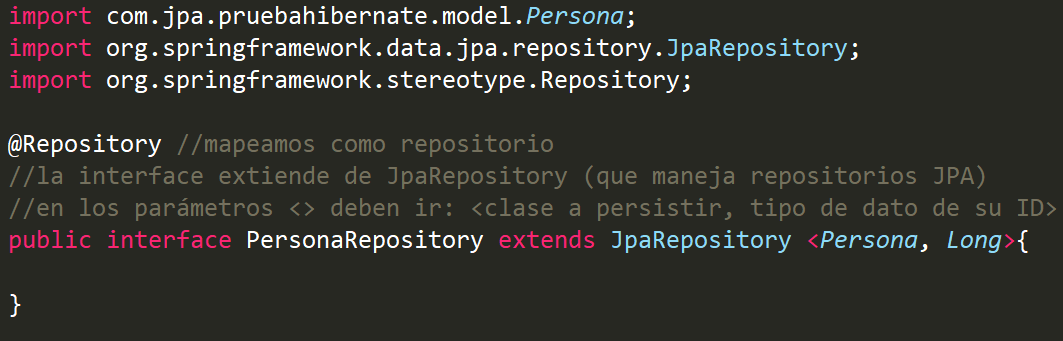 import com.jpa.pruebahibernate.model.Persona;
import org.springframework.data.jpa.repository.JpaRepository;
import org.springframework.stereotype.Repository;
@Repository //mapeamos como repositorio
//la interface extiende de JpaRepository (que maneja repositorios JPA)
//en los parámetros <> deben ir: <clase a persistir, tipo de dato de su ID>
public interface PersonaRepository extends JpaRepository <Persona, Long>{
}